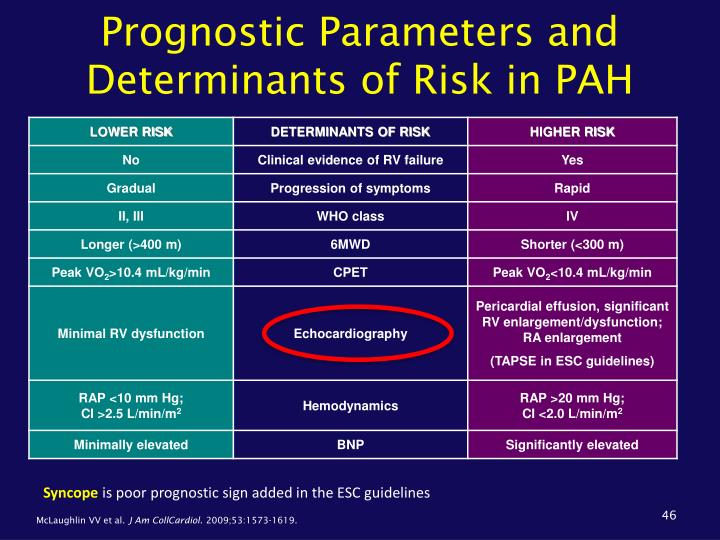 Prognostic Parameters and
Determinants of Risk in PAH
LOWER RISK DETERMINANTS OF RISK HIGHER RISK
No Clinical evidence of RV failure Yes
Gradual Progression of symptoms Rapid
II, III WHO class IV
Longer (>400 m) 6MWD Shorter (<300 m)
Peak VO₂>10.4 mL/kg/min CPET Peak VO₂<10.4 mL/kg/min
Minimal RV dysfunction
Echocardiography
Pericardial effusion, significant
RV enlargement/dysfunction;
RA enlargement
(TAPSE in ESC guidelines)
RAP <10 mm Hg;
CI >2.5 L/min/m²
Hemodynamics
RAP >20 mm Hg;
CI <2.0 L/min/m²
Minimally elevated BNP Significantly elevated
Syncope is poor prognostic sign added in the ESC guidelines
McLaughlin VV et al. J Am CollCardiol. 2009;53:1573-1619.
46